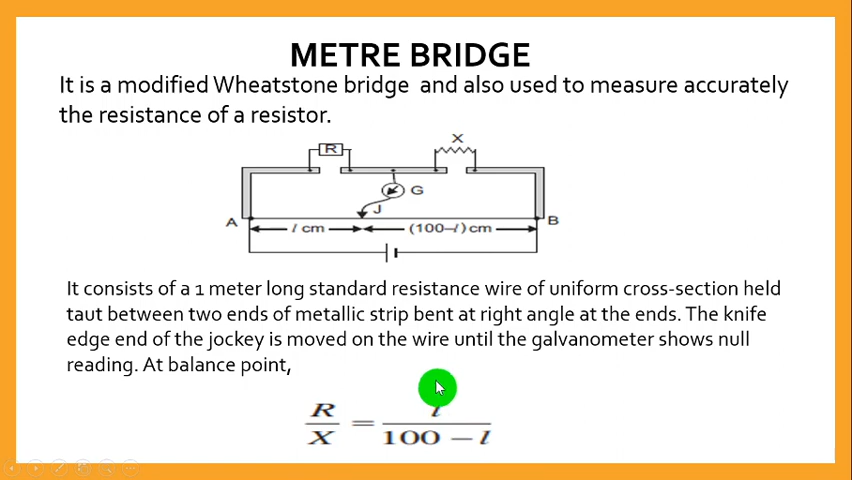 METRE BRIDGE
It is a modified Wheatstone bridge and also used to measure accurately
the resistance of a resistor.
R
X
G
J
A
B
l cm
(100–l) cm
It consists of a 1 meter long standard resistance wire of uniform cross-section held
taut between two ends of metallic strip bent at right angle at the ends. The knife
edge end of the jockey is moved on the wire until the galvanometer shows null
reading. At balance point,
R/X = l/(100 – l)